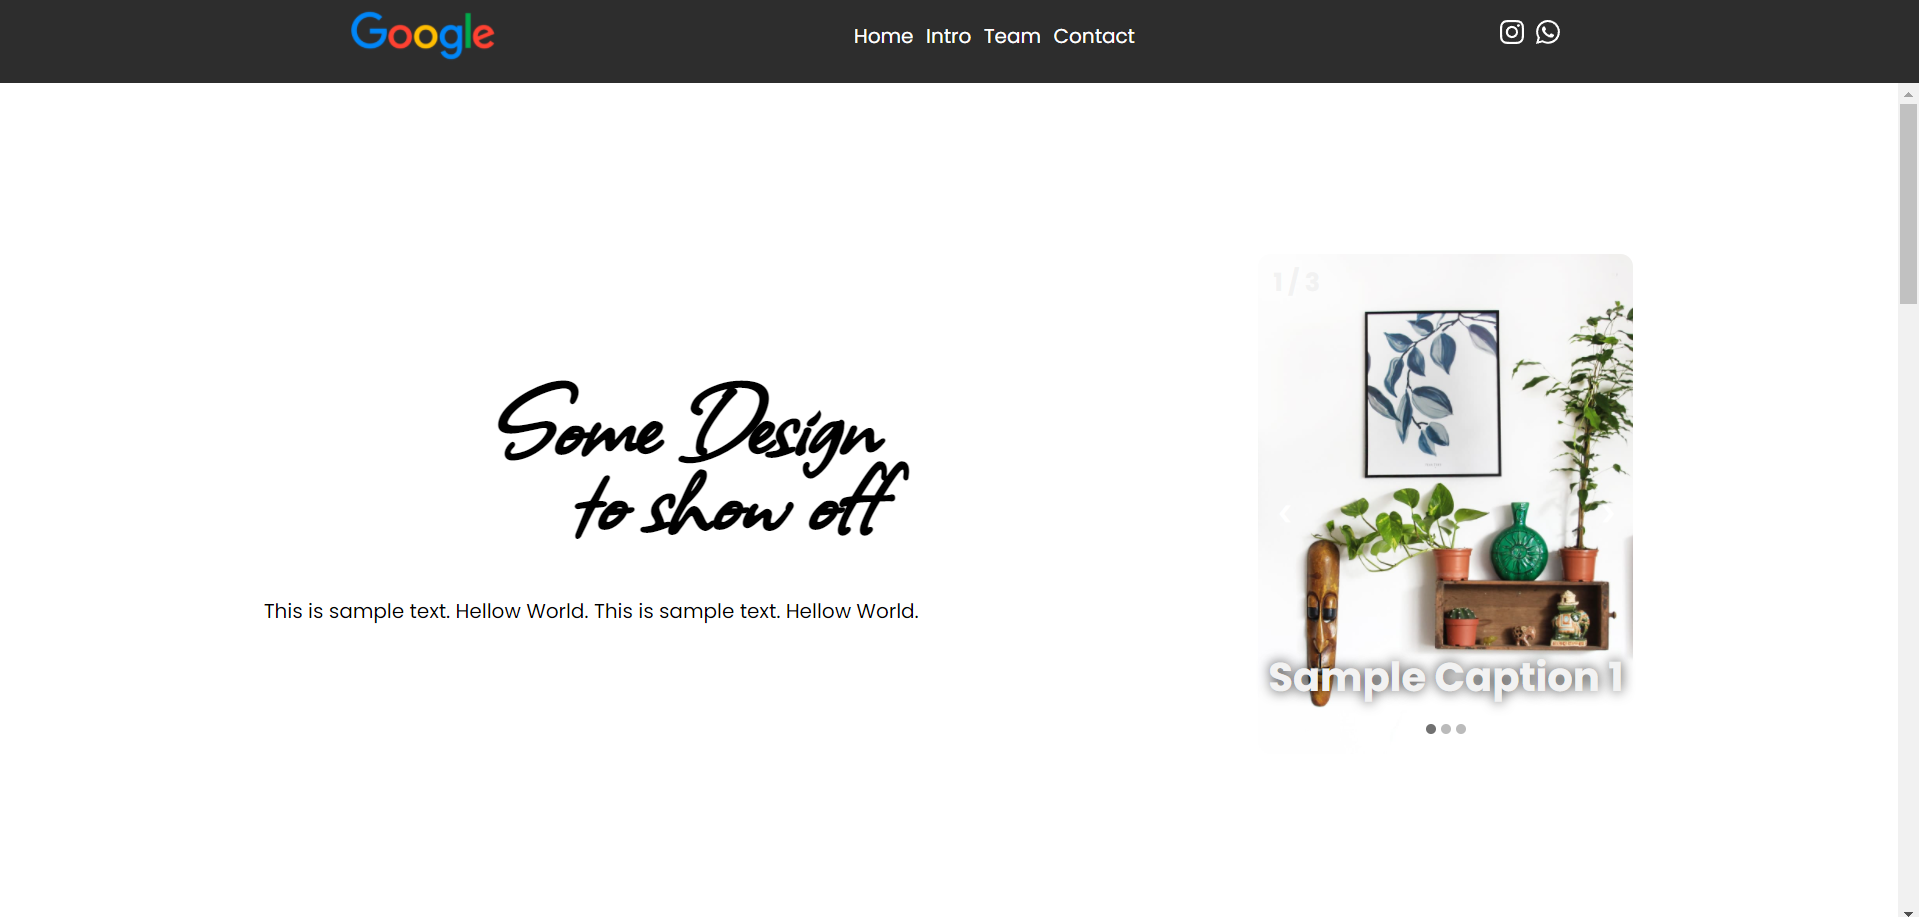 Google
Home Intro Team Contact
1 / 3
Some Design
to show off
This is sample text. Hellow World. This is sample text. Hellow World.
Sample Caption 1